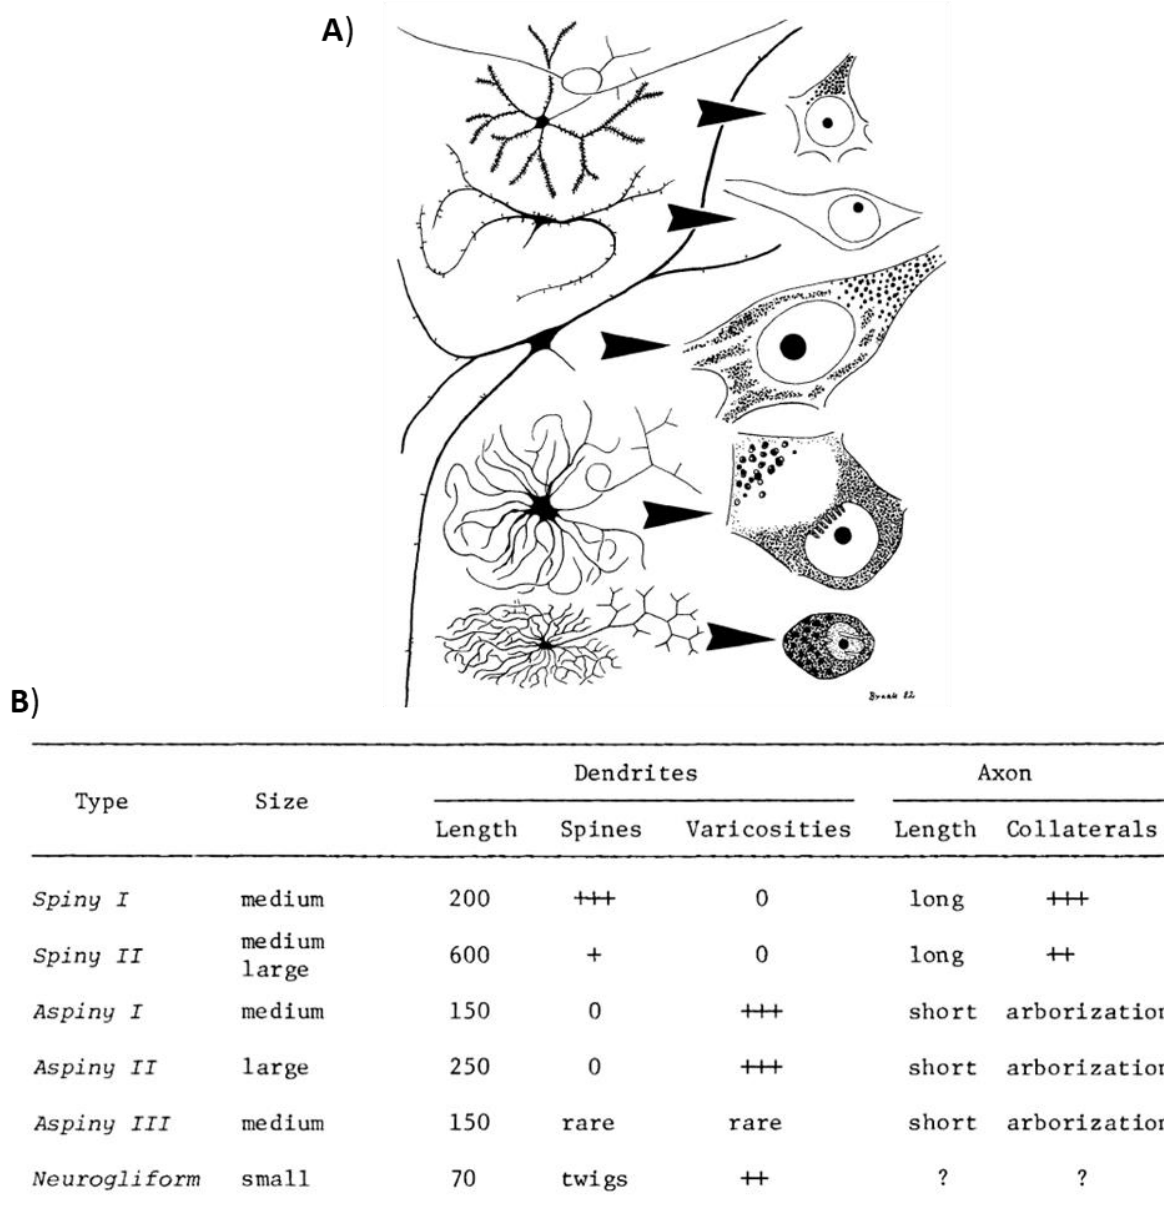 A)
Braak 82
B)
Dendrites Axon
Type Size
Length Spines Varicosities Length Collaterals
Spiny I medium 200 +++ 0 long +++
Spiny II medium large 600 + 0 long ++
Aspiny I medium 150 0 +++ short arborization
Aspiny II large 250 0 +++ short arborization
Aspiny III medium 150 rare rare short arborization
Neurogliform small 70 twigs ++ ? ?